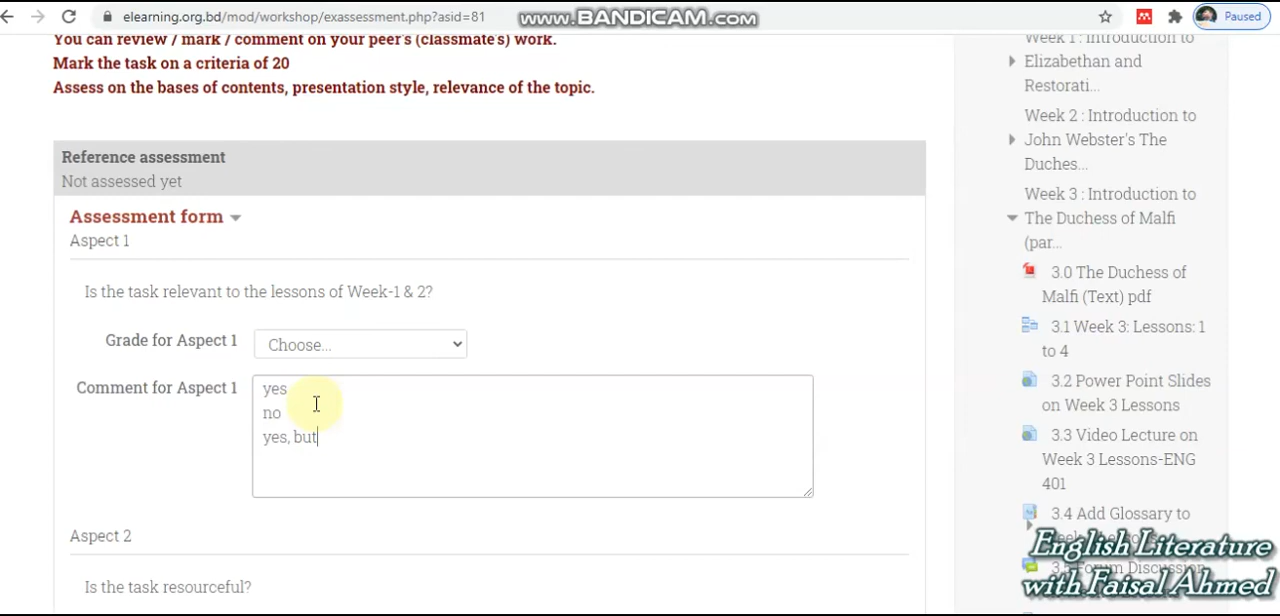 elearning.org.bd/mod/workshop/exassessment.php?asid=81
www.BANDICAM.com
Paused
You can review / mark / comment on your peer's (classmate's) work.
Mark the task on a criteria of 20
Assess on the bases of contents, presentation style, relevance of the topic.
Reference assessment
Not assessed yet
Assessment form
Aspect 1
Is the task relevant to the lessons of Week-1 & 2?
Grade for Aspect 1
Choose...
Comment for Aspect 1
yes
no
yes, but
Aspect 2
Is the task resourceful?
Week 1 : Introduction to
Elizabethan and
Restorati...
Week 2 : Introduction to
John Webster's The
Duches...
Week 3 : Introduction to
The Duchess of Malfi
(par...
3.0 The Duchess of
Malfi (Text) pdf
3.1 Week 3: Lessons: 1
to 4
3.2 Power Point Slides
on Week 3 Lessons
3.3 Video Lecture on
Week 3 Lessons-ENG
401
3.4 Add Glossary to
3.5 Forum Discussion
English Literature
with Faisal Ahmed